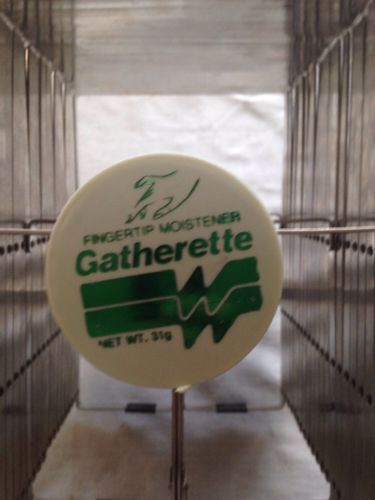 FINGERTIP MOISTENER
Gatherette
NET WT. 31g